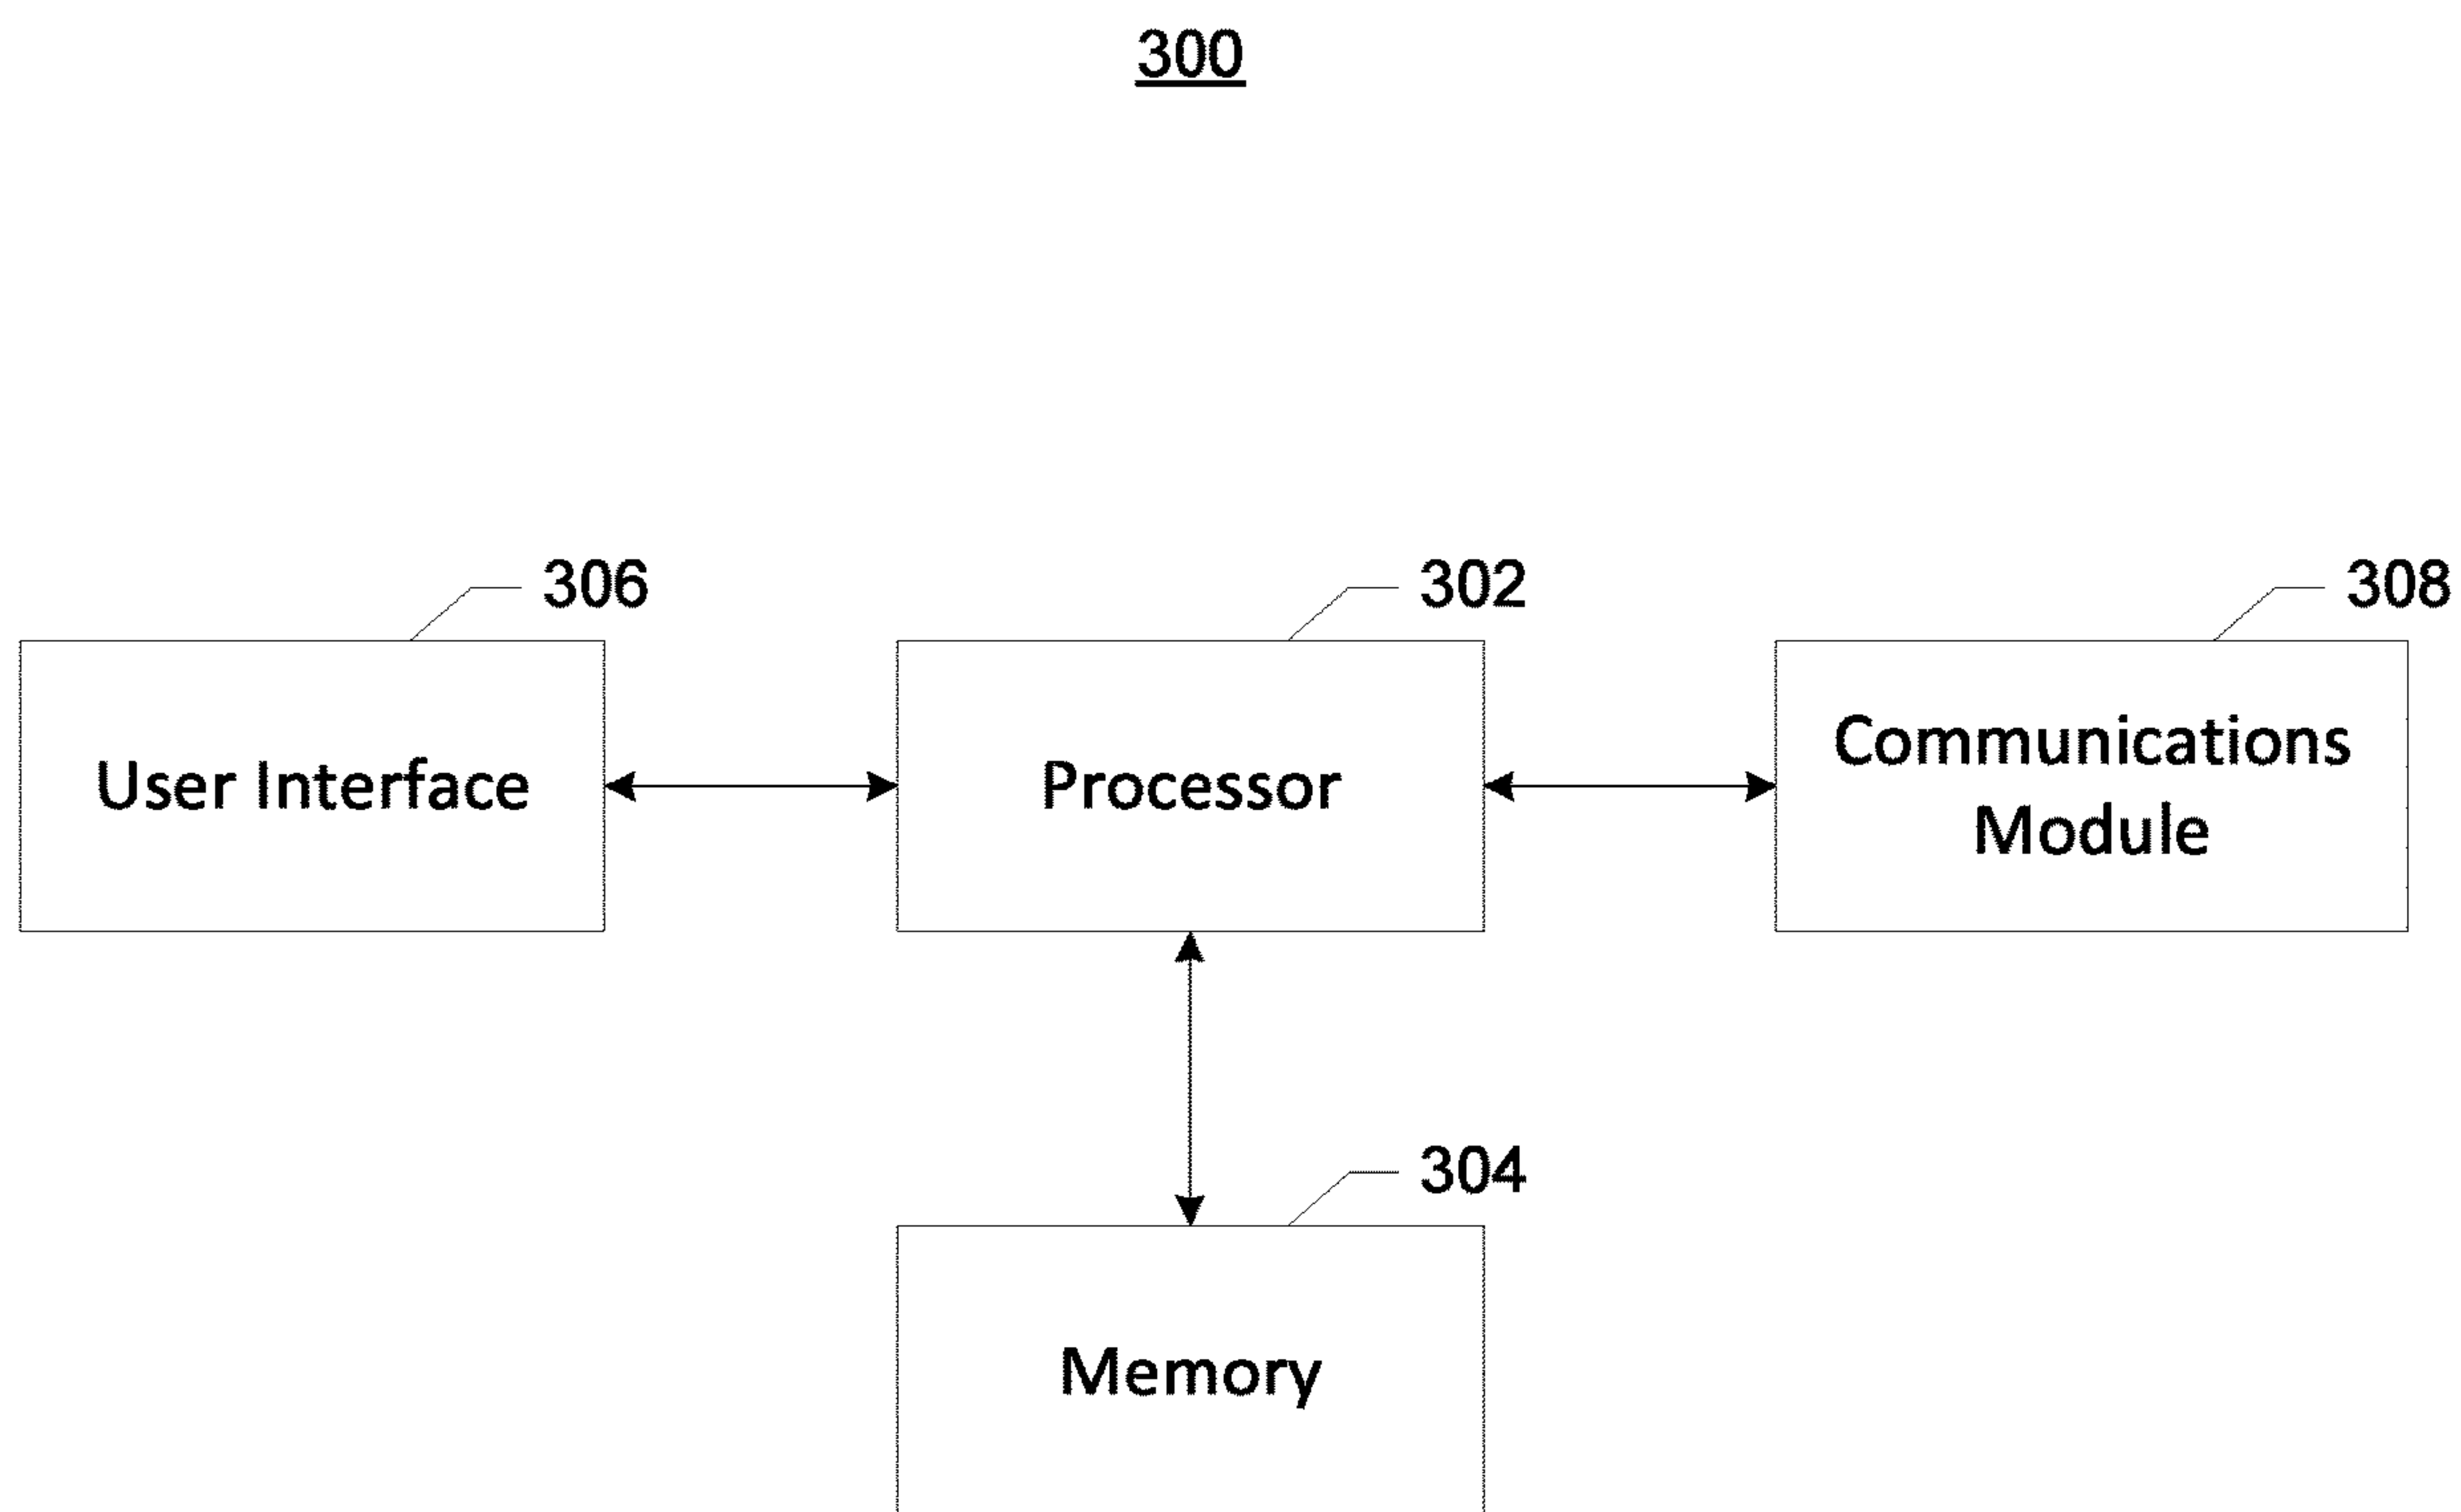 300
306
302
308
User Interface
Processor
Communications
Module
304
Memory